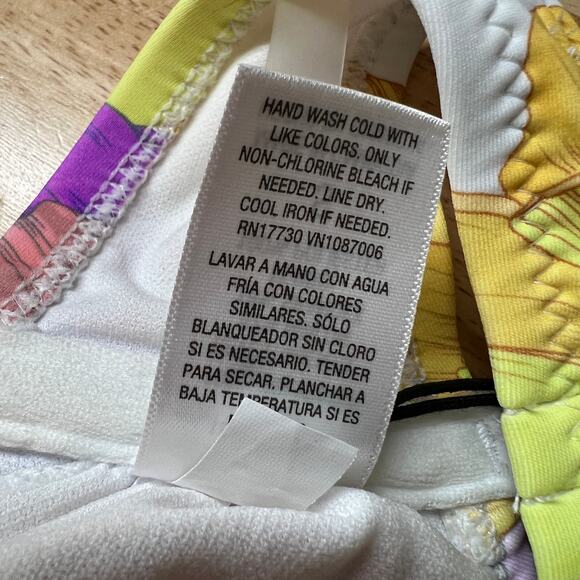 HAND WASH COLD WITH
LIKE COLORS. ONLY
NON-CHLORINE BLEACH IF
NEEDED. LINE DRY.
COOL IRON IF NEEDED.
RN17730 VN1087006
LAVAR A MANO CON AGUA
FRÍA CON COLORES
SIMILARES. SÓLO
BLANQUEADOR SIN CLORO
SI ES NECESARIO. TENDER
PARA SECAR. PLANCHAR A
BAJA TEMPERATURA SI ES